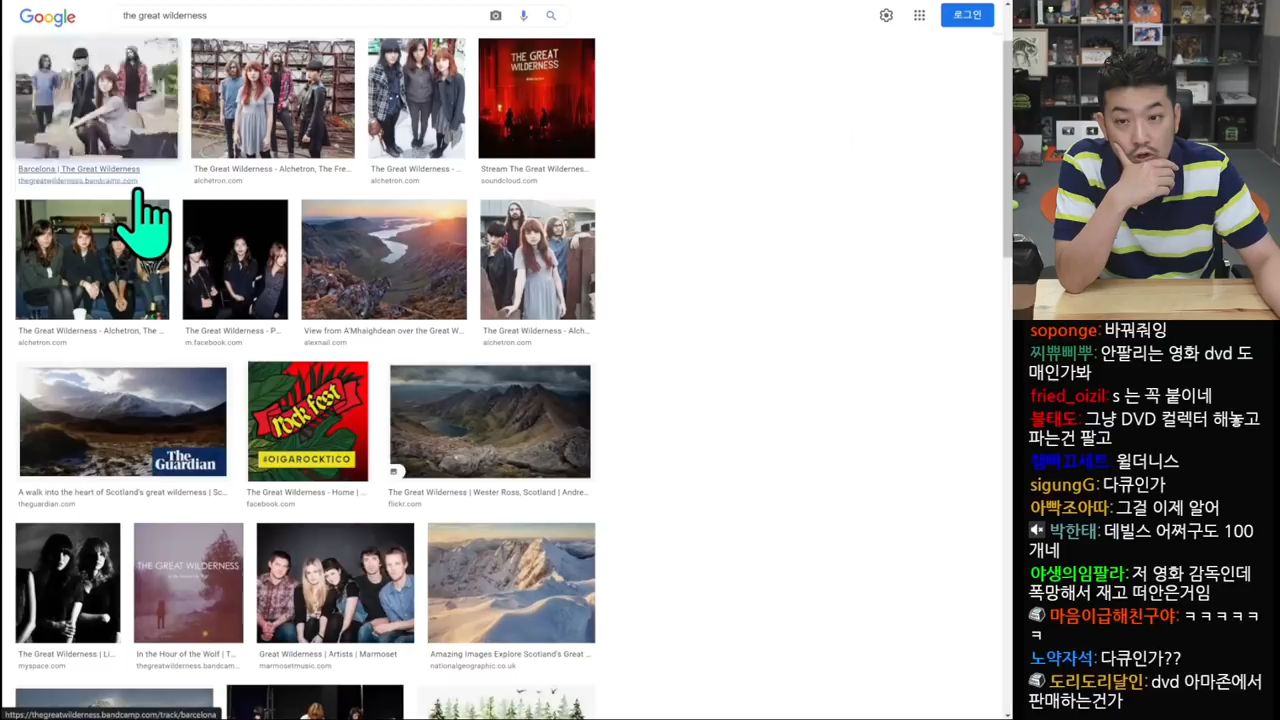 Google
the great wilderness
로그인
THE GREAT
WILDERNESS
Barcelona | The Great Wilderness
thegreatwilderness.bandcamp.com
The Great Wilderness - Alchetron, The Fre...
alchetron.com
The Great Wilderness - ...
alchetron.com
Stream The Great Wilderness...
soundcloud.com
The Great Wilderness - Alchetron, The ...
alchetron.com
The Great Wilderness - P...
m.facebook.com
View from A'Mhaighdean over the Great W...
alexnail.com
The Great Wilderness - Alch...
alchetron.com
The
Guardian
rock fest
#OIGAROCKTICO
A walk into the heart of Scotland's great wilderness | Sc...
theguardian.com
The Great Wilderness - Home | ...
facebook.com
The Great Wilderness | Wester Ross, Scotland | Andre...
flickr.com
THE GREAT WILDERNESS
The Great Wilderness | Li...
myspace.com
In the Hour of the Wolf | T...
thegreatwilderness.bandcam...
Great Wilderness | Artists | Marmoset
marmosetmusic.com
Amazing Images Explore Scotland's Great ...
nationalgeographic.co.uk
https://thegreatwilderness.bandcamp.com/track/barcelona
soponge: 바꿔줘잉
찌쀼삐뿌: 안팔리는 영화 dvd 도
매인가봐
fried_oizil: s 는 꼭 붙이네
불태도: 그냥 DVD 컬렉터 해놓고
파는건 팔고
윌더니스
sigungG: 다큐인가
아빡조아따: 그걸 이제 알어
박한태: 데빌스 어쩌구도 100
개네
야생의임팔라: 저 영화 감독인데
폭망해서 재고 떠안은거임
마음이급해친구야: ㅋㅋㅋㅋㅋ
ㅋ
노약자석: 다큐인가??
도리도리달인: dvd 아마존에서
판매하는건가